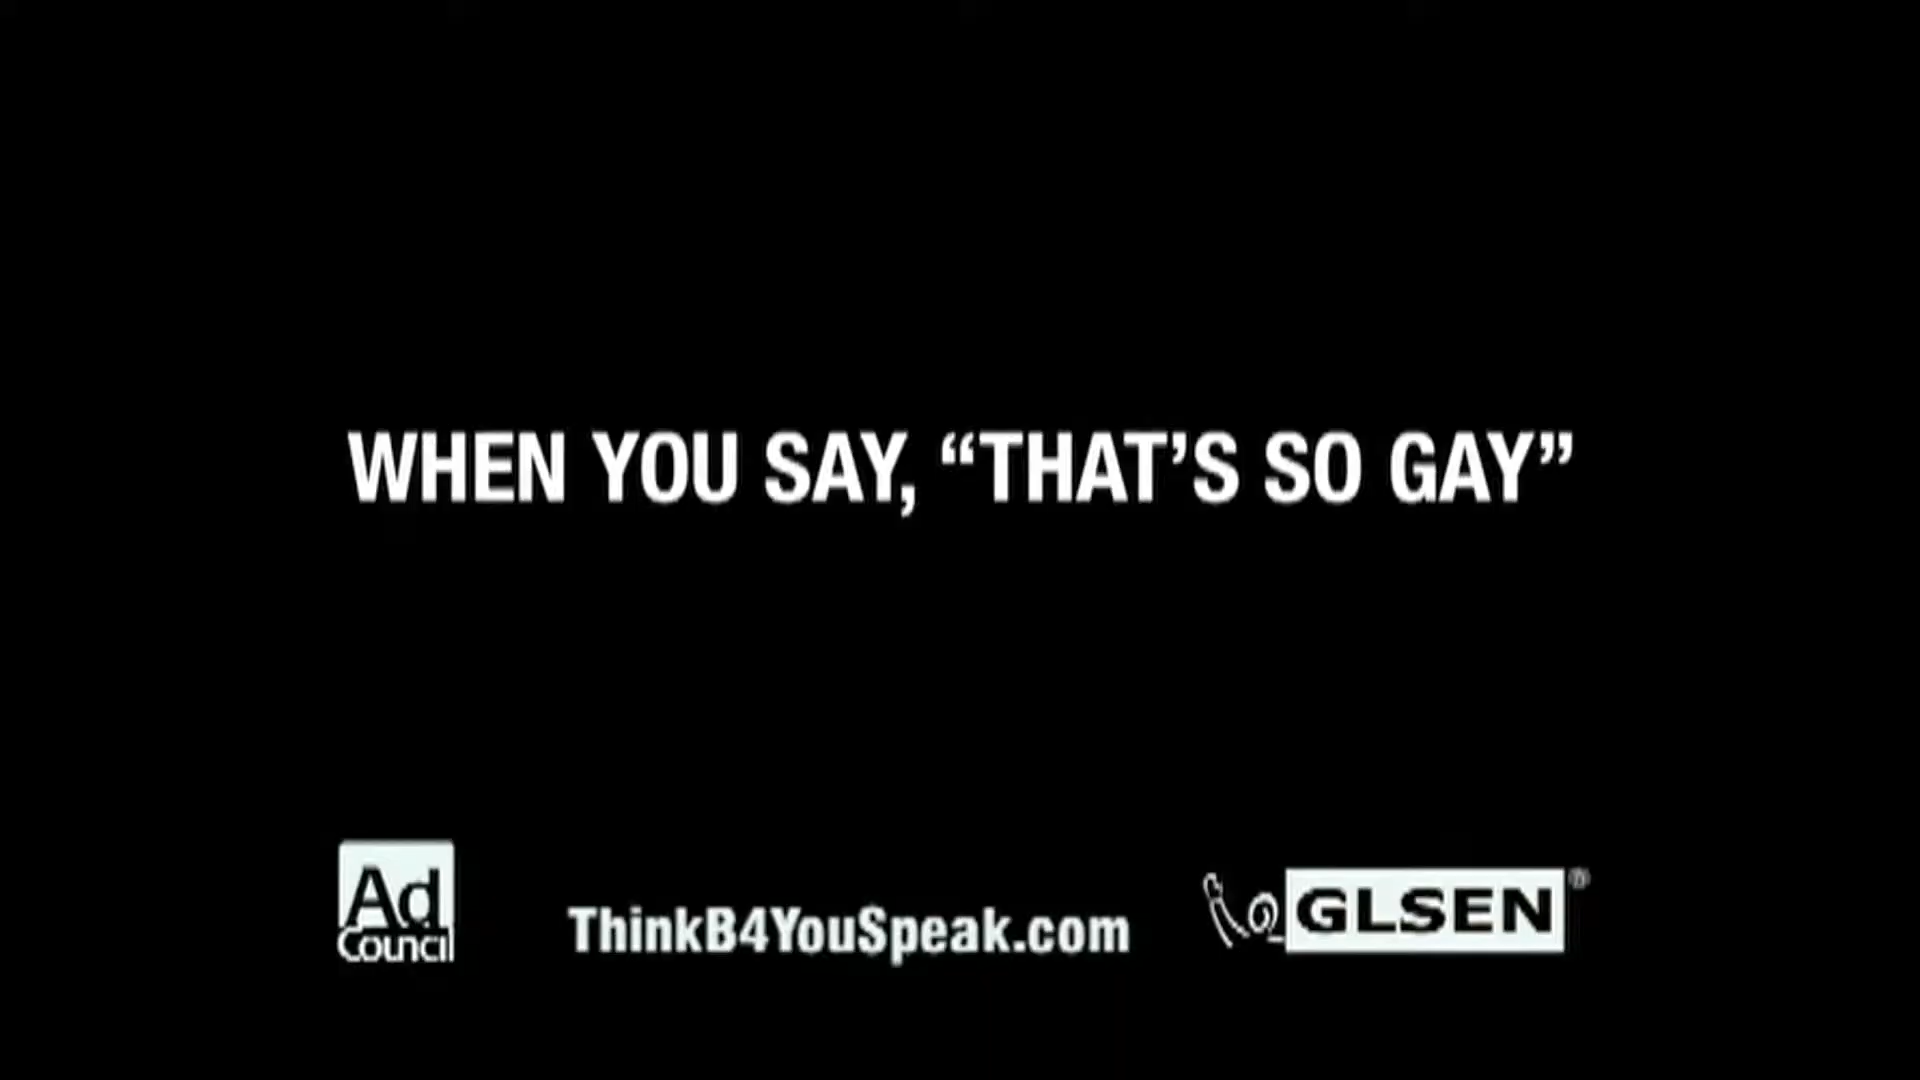 WHEN YOU SAY, “THAT’S SO GAY”
Ad
Council
ThinkB4YouSpeak.com
GLSEN®